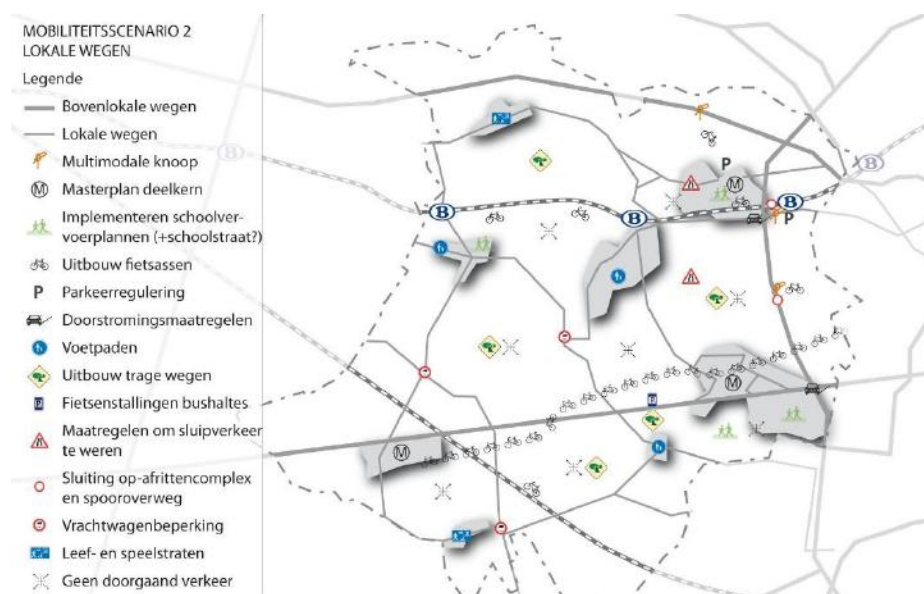 MOBILITEITSSCENARIO 2
LOKALE WEGEN
Legende
Bovenlokale wegen
Lokale wegen
B
Multimodale knoop
M
Masterplan deelkern
Implementeren schoolver-
voerplannen (+schoolstraat?)
Uitbouw fietsassen
P
Parkeerregulering
Doorstromingsmaatregelen
Voetpaden
Uitbouw trage wegen
Fietsenstallingen bushaltes
Maatregelen om sluipverkeer
te weren
Sluiting op-afrittencomplex
en spooroverweg
Vrachtwagenbeperking
Leef- en speelstraten
Geen doorgaand verkeer
P
B
M
B
B
B
P
M
M